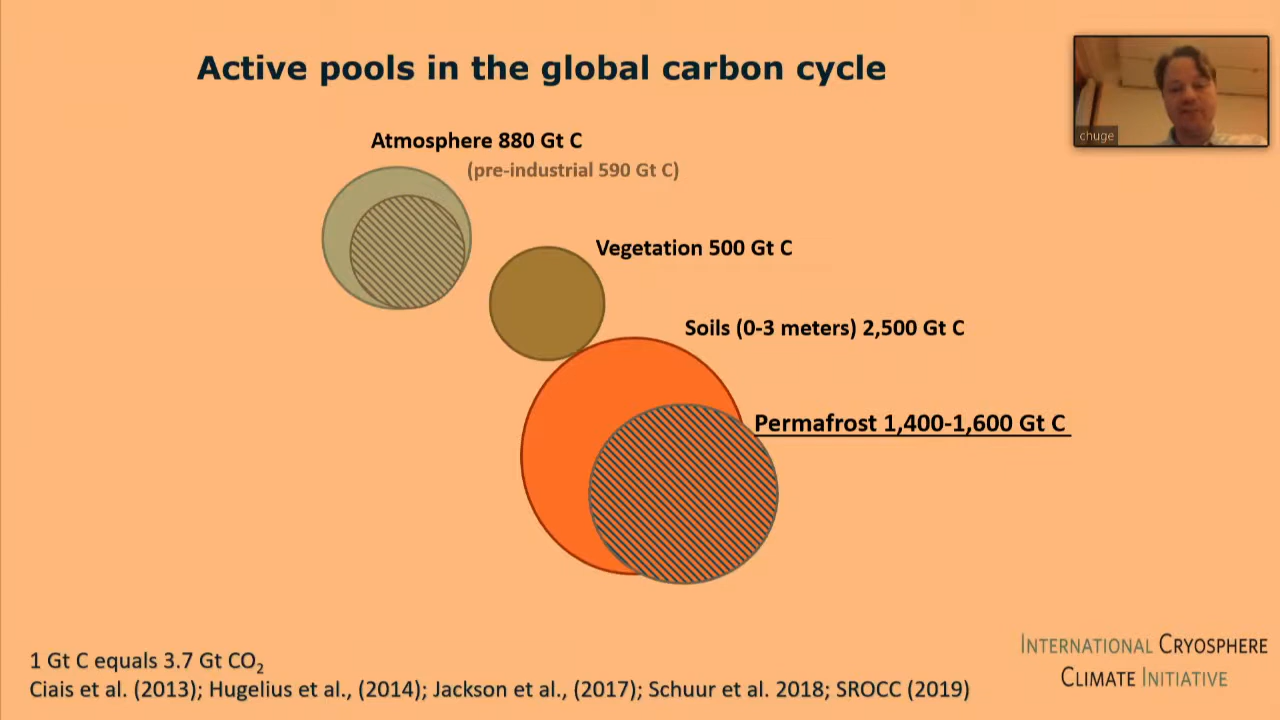 Active pools in the global carbon cycle
chuge
Atmosphere 880 Gt C
(pre-industrial 590 Gt C)
Vegetation 500 Gt C
Soils (0-3 meters) 2,500 Gt C
Permafrost 1,400-1,600 Gt C
1 Gt C equals 3.7 Gt CO₂
Ciais et al. (2013); Hugelius et al., (2014); Jackson et al., (2017); Schuur et al. 2018; SROCC (2019)
INTERNATIONAL CRYOSPHERE
CLIMATE INITIATIVE